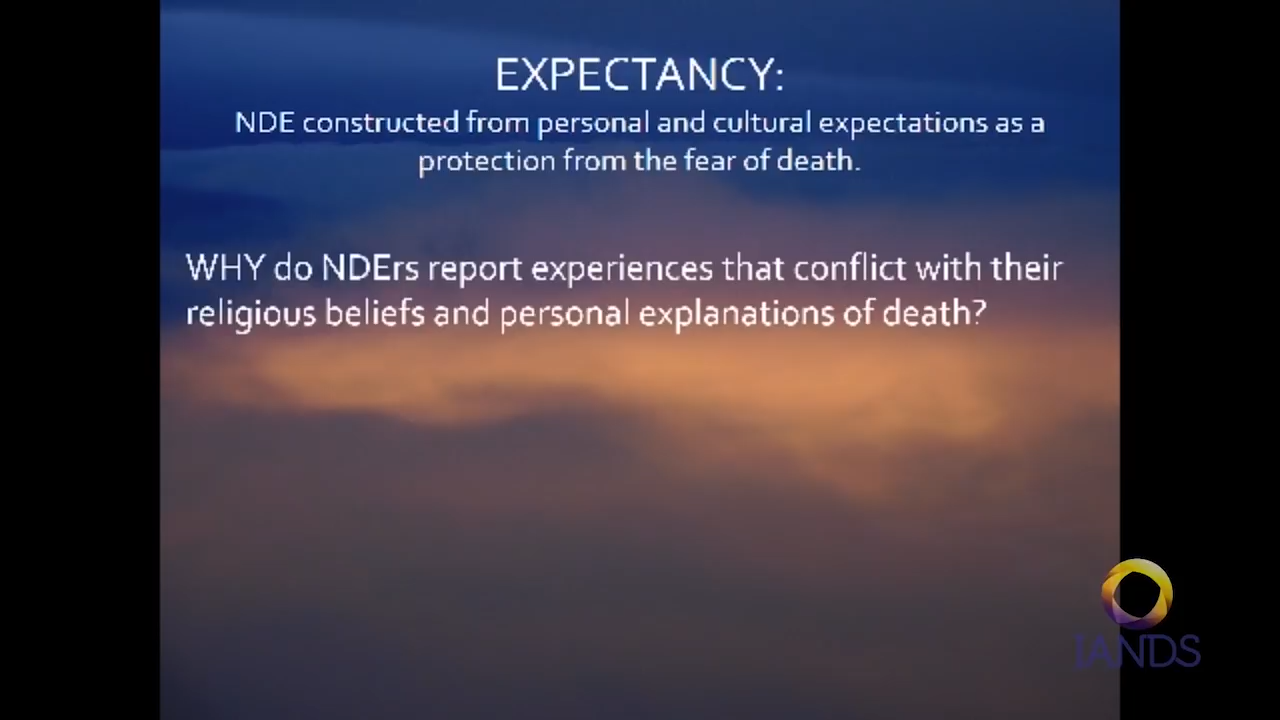 EXPECTANCY:
NDE constructed from personal and cultural expectations as a
protection from the fear of death.
WHY do NDErs report experiences that conflict with their
religious beliefs and personal explanations of death?
IANDS